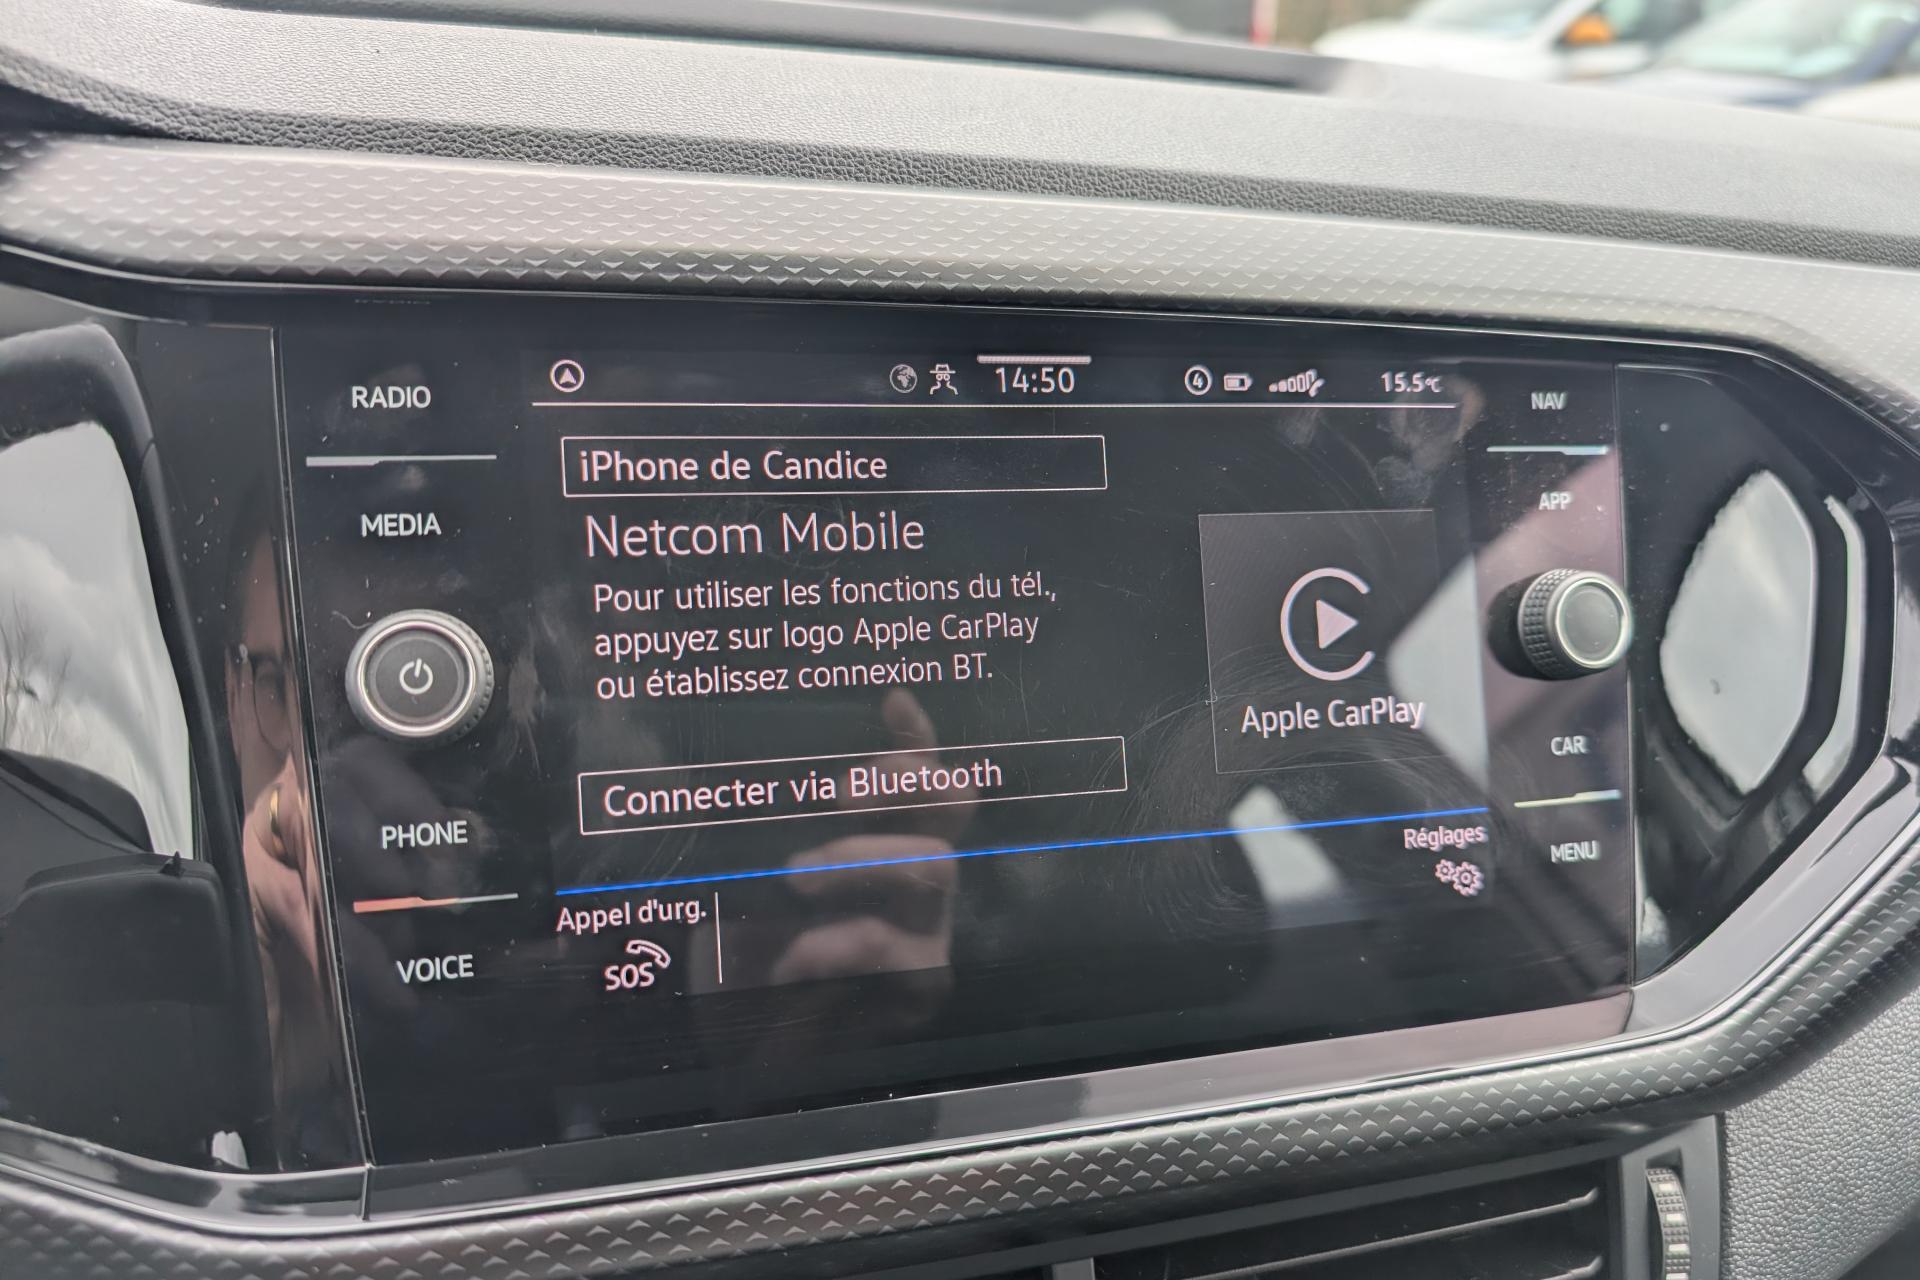 RADIO
MEDIA
PHONE
VOICE
14:50
4
15.5°C
iPhone de Candice
Netcom Mobile
Pour utiliser les fonctions du tél.,
appuyez sur logo Apple CarPlay
ou établissez connexion BT.
Connecter via Bluetooth
Apple CarPlay
Réglages
Appel d'urg.
SOS
NAV
APP
CAR
MENU